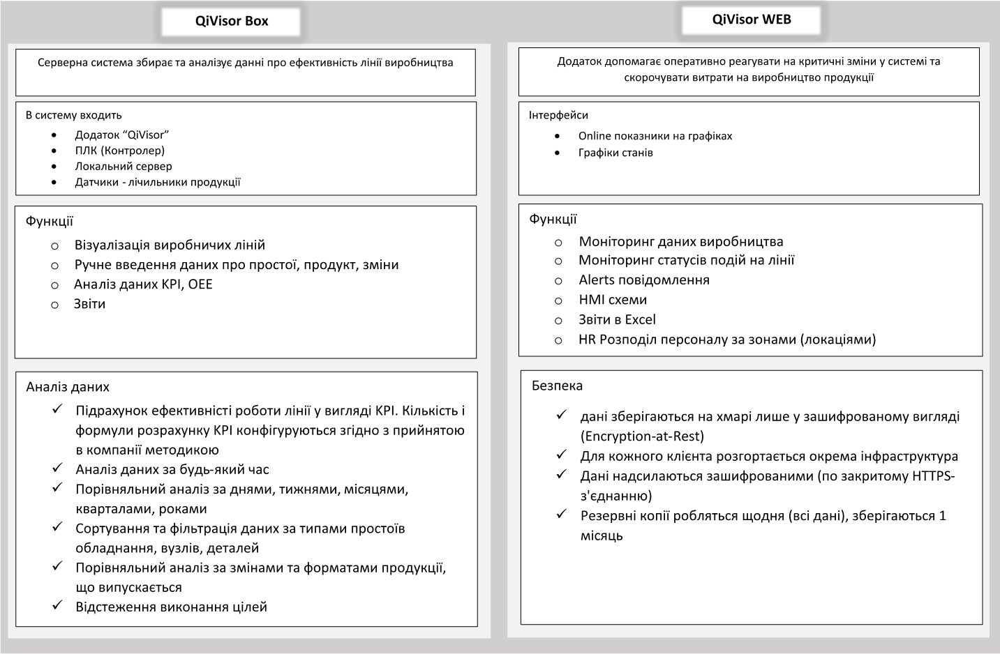 QiVisor Box
Серверна система збирає та аналізує данні про ефективність лінії виробництва
В систему входить
• Додаток “QiVisor”
• ПЛК (Контролер)
• Локальний сервер
• Датчики - лічильники продукції
Функції
o Візуалізація виробничих ліній
o Ручне введення даних про простої, продукт, зміни
o Аналіз даних KPI, OEE
o Звіти
Аналіз даних
✓ Підрахунок ефективністі роботи лінії у вигляді KPI. Кількість і
формули розрахунку KPI конфігуруються згідно з прийнятою
в компанії методикою
✓ Аналіз даних за будь-який час
✓ Порівняльний аналіз за днями, тижнями, місяцями,
кварталами, роками
✓ Сортування та фільтрація даних за типами простоїв
обладнання, вузлів, деталей
✓ Порівняльний аналіз за змінами та форматами продукції,
що випускається
✓ Відстеження виконання цілей
QiVisor WEB
Додаток допомагає оперативно реагувати на критичні зміни у системі та
скорочувати витрати на виробництво продукції
Інтерфейси
• Online показники на графіках
• Графіки станів
Функції
o Моніторинг даних виробництва
o Моніторинг статусів подій на лінії
o Alerts повідомлення
o HMI схеми
o Звіти в Excel
o HR Розподіл персоналу за зонами (локаціями)
Безпека
✓ дані зберігаються на хмарі лише у зашифрованому вигляді
(Encryption-at-Rest)
✓ Для кожного клієнта розгортається окрема інфраструктура
✓ Дані надсилаються зашифрованими (по закритому HTTPS-
з'єднанню)
✓ Резервні копії робляться щодня (всі дані), зберігаються 1
місяць